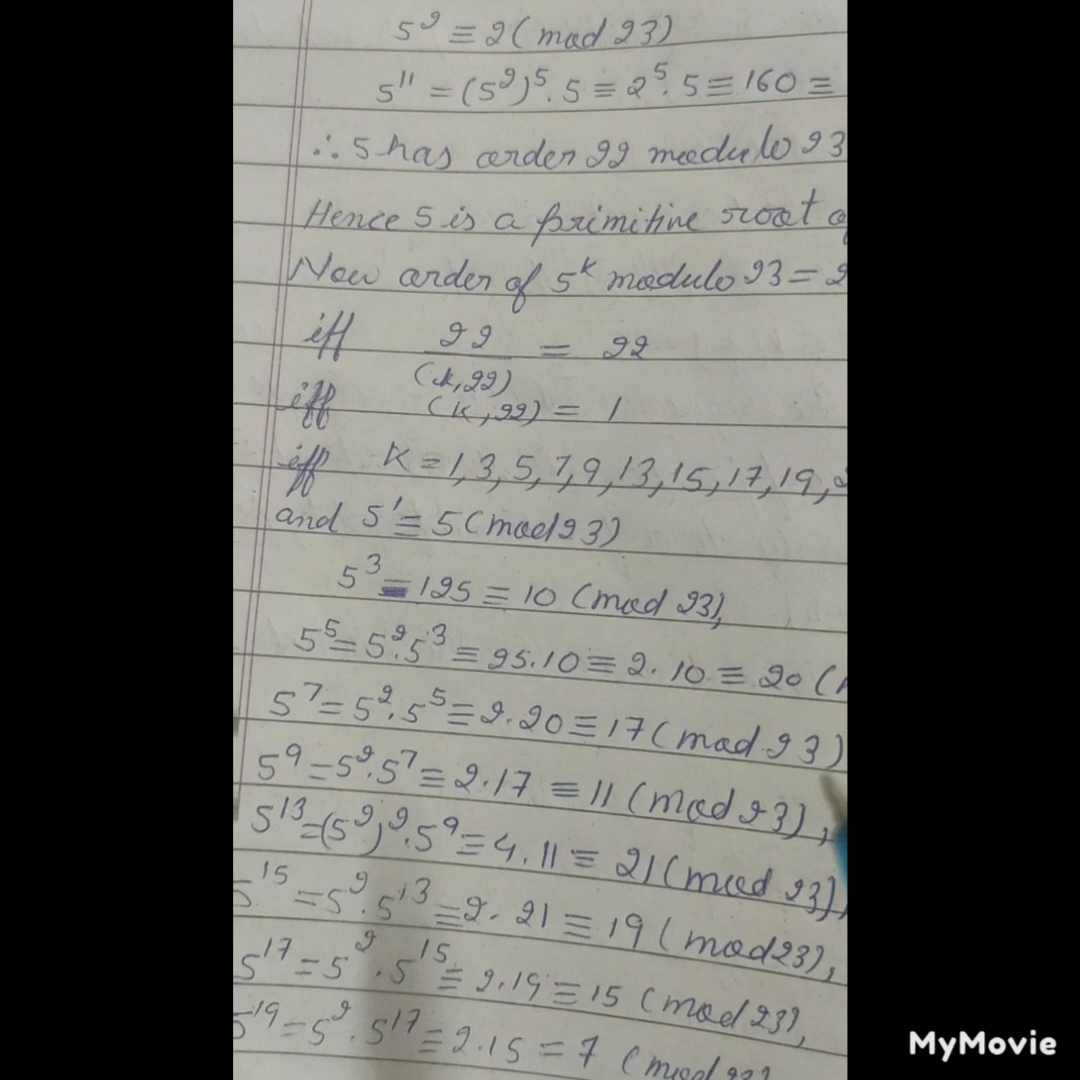 5² ≡ 2 (mod 23)
5¹¹ = (5²)⁵ . 5 ≡ 2⁵ . 5 ≡ 160 ≡
∴ 5 has order 22 modulo 23
Hence 5 is a primitive root
Now order of 5ᵏ modulo 23 =
iff 22/(k,22) = 22
iff (k,22) = 1
iff K = 1, 3, 5, 7, 9, 13, 15, 17, 19,
and 5¹ ≡ 5 (mod 23)
5³ = 125 ≡ 10 (mod 23),
5⁵ = 5² . 5³ ≡ 25 . 10 ≡ 2 . 10 ≡ 20 (
5⁷ = 5² . 5⁵ ≡ 2 . 20 ≡ 17 (mod 23)
5⁹ = 5² . 5⁷ ≡ 2 . 17 ≡ 11 (mod 23),
5¹³ = (5²)² . 5⁹ ≡ 4 . 11 ≡ 21 (mod 23),
5¹⁵ = 5² . 5¹³ ≡ 2 . 21 ≡ 19 (mod 23),
5¹⁷ = 5² . 5¹⁵ ≡ 2 . 19 ≡ 15 (mod 23),
5¹⁹ = 5² . 5¹⁷ ≡ 2 . 15 = 7 (mod 23)
MyMovie